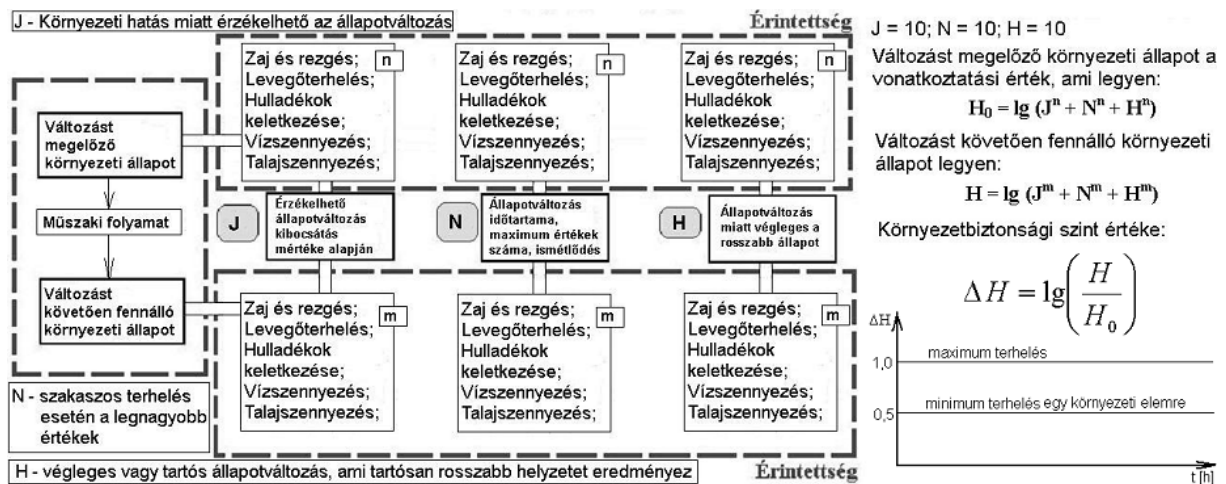 J - Környezeti hatás miatt érzékelhető az állapotváltozás
Érintettség
Változást
megelőző
környezeti állapot
Műszaki folyamat
Változást
követően fennálló
környezeti állapot
Zaj és rezgés;
n
Levegőterhelés;
Hulladékok
keletkezése;
Vízszennyezés;
Talajszennyezés;
Zaj és rezgés;
n
Levegőterhelés;
Hulladékok
keletkezése;
Vízszennyezés;
Talajszennyezés;
Zaj és rezgés;
n
Levegőterhelés;
Hulladékok
keletkezése;
Vízszennyezés;
Talajszennyezés;
J
Érzékelhető
állapotváltozás
kibocsátás
mértéke alapján
N
Állapotváltozás
időtartama,
maximum értékek
száma, ismétlődés
H
Állapotváltozás
miatt végleges a
rosszabb állapot
Zaj és rezgés;
m
Levegőterhelés;
Hulladékok
keletkezése;
Vízszennyezés;
Talajszennyezés;
Zaj és rezgés;
m
Levegőterhelés;
Hulladékok
keletkezése;
Vízszennyezés;
Talajszennyezés;
Zaj és rezgés;
m
Levegőterhelés;
Hulladékok
keletkezése;
Vízszennyezés;
Talajszennyezés;
N - szakaszos terhelés
esetén a legnagyobb
értékek
H - végleges vagy tartós állapotváltozás, ami tartósan rosszabb helyzetet eredményez
Érintettség
J = 10; N = 10; H = 10
Változást megelőző környezeti állapot a
vonatkoztatási érték, ami legyen:
H₀ = lg (Jⁿ + Nⁿ + Hⁿ)
Változást követően fennálló környezeti
állapot legyen:
H = lg (Jᵐ + Nᵐ + Hᵐ)
Környezetbiztonsági szint értéke:
ΔH = lg(H/H₀)
ΔH
1,0
maximum terhelés
0,5
minimum terhelés egy környezeti elemre
t [h]